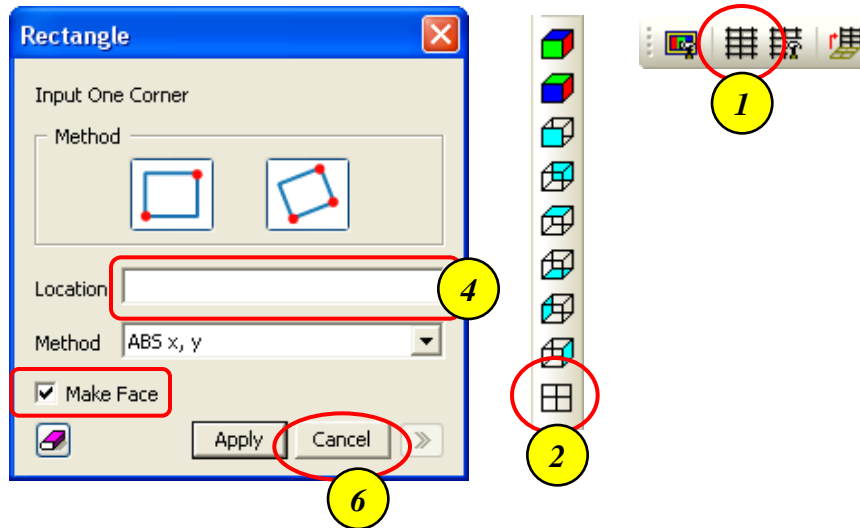 Rectangle
Input One Corner
Method
Location
4
Method ABS x, y
Make Face
Apply Cancel
6
2
1